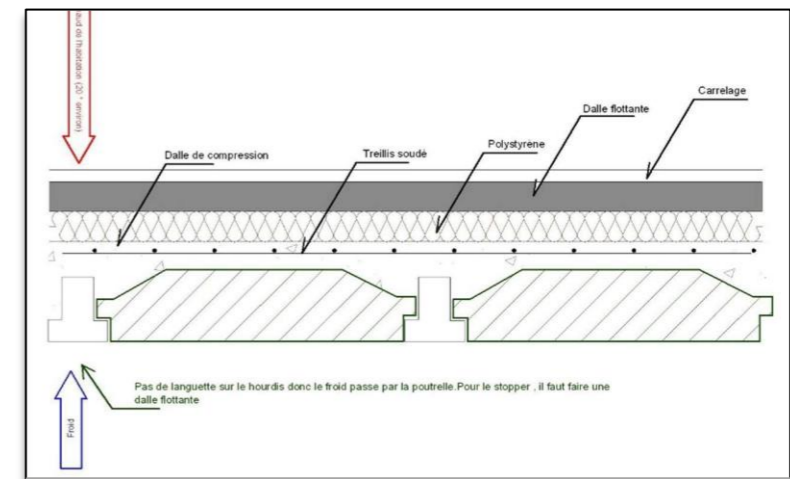 Carrelage
Dalle flottante
Polystyrène
Treillis soudé
Dalle de compression
de l'habitation (20 ° environ)
Pas de languette sur le hourdis donc le froid passe par la poutrelle.Pour le stopper , il faut faire une
dalle flottante
Froid